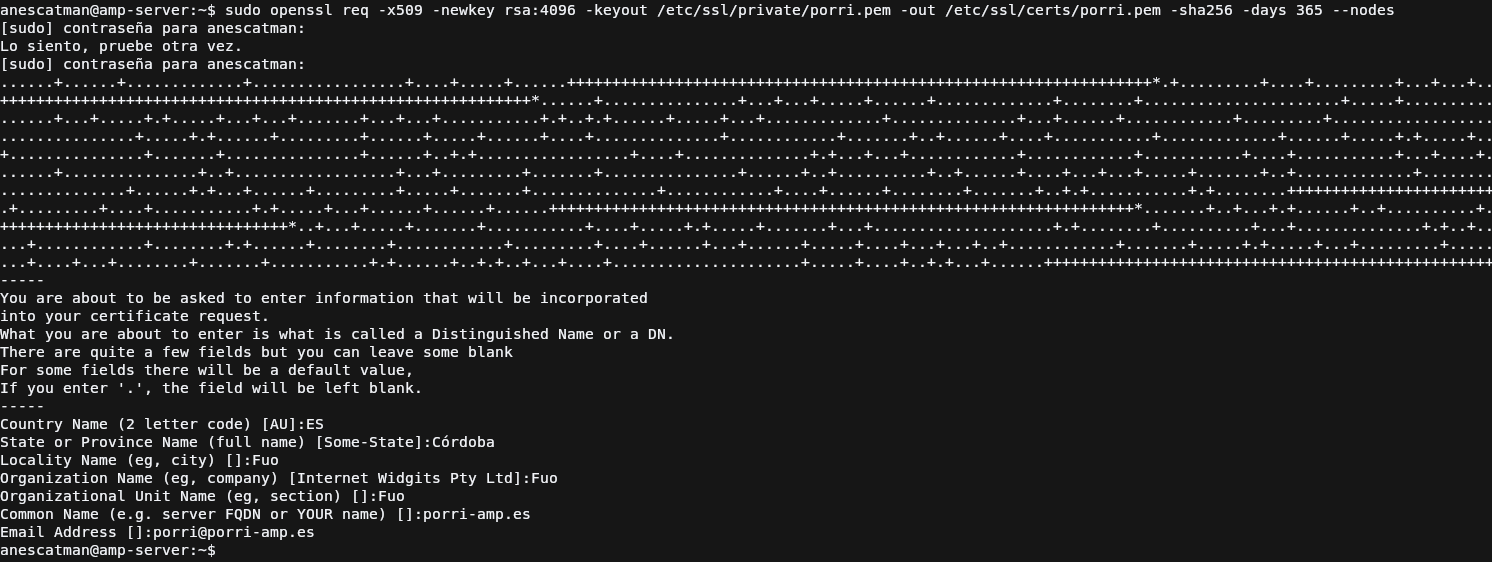 anescatman@amp-server:~$ sudo openssl req -x509 -newkey rsa:4096 -keyout /etc/ssl/private/porri.pem -out /etc/ssl/certs/porri.pem -sha256 -days 365 --nodes
[sudo] contraseña para anescatman:
Lo siento, pruebe otra vez.
[sudo] contraseña para anescatman:
-----
You are about to be asked to enter information that will be incorporated
into your certificate request.
What you are about to enter is what is called a Distinguished Name or a DN.
There are quite a few fields but you can leave some blank
For some fields there will be a default value,
If you enter '.', the field will be left blank.
-----
Country Name (2 letter code) [AU]:ES
State or Province Name (full name) [Some-State]:Córdoba
Locality Name (eg, city) []:Fuo
Organization Name (eg, company) [Internet Widgits Pty Ltd]:Fuo
Organizational Unit Name (eg, section) []:Fuo
Common Name (e.g. server FQDN or YOUR name) []:porri-amp.es
Email Address []:porri@porri-amp.es
anescatman@amp-server:~$